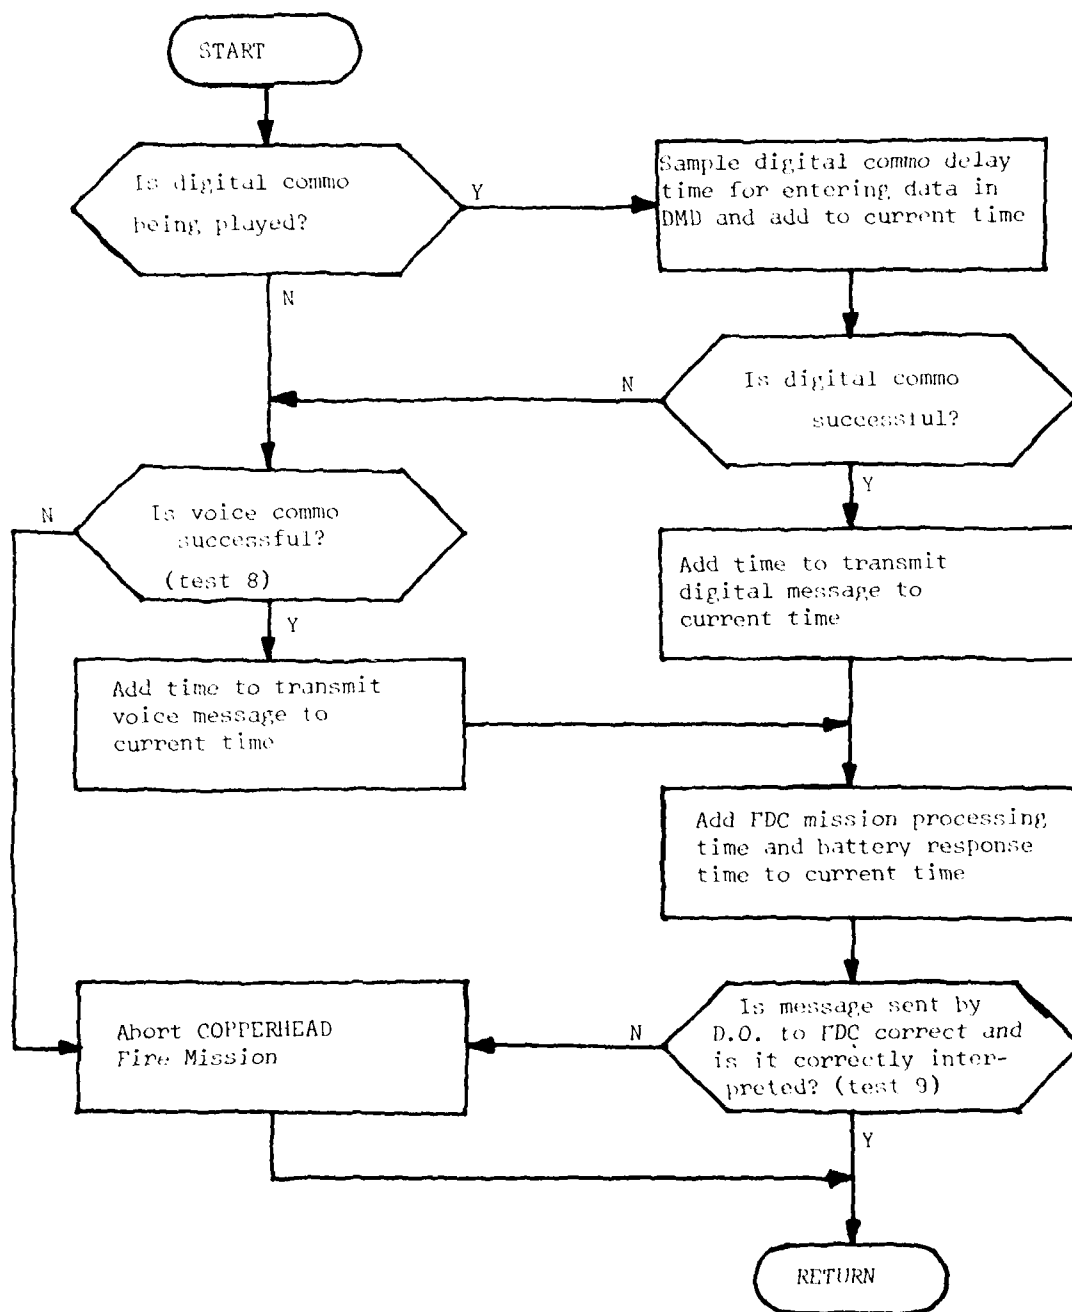 START
Is digital commo
being played?
Y
Sample digital commo delay
time for entering data in
DMD and add to current time
N
N
Is digital commo
successful?
Y
N
Is voice commo
successful?
(test 8)
Y
Add time to transmit
digital message to
current time
Add time to transmit
voice message to
current time
Add FDC mission processing
time and battery response
time to current time
Abort COPPERHEAD
Fire Mission
N
Is message sent by
D.O. to FDC correct and
is it correctly inter-
preted? (test 9)
Y
RETURN